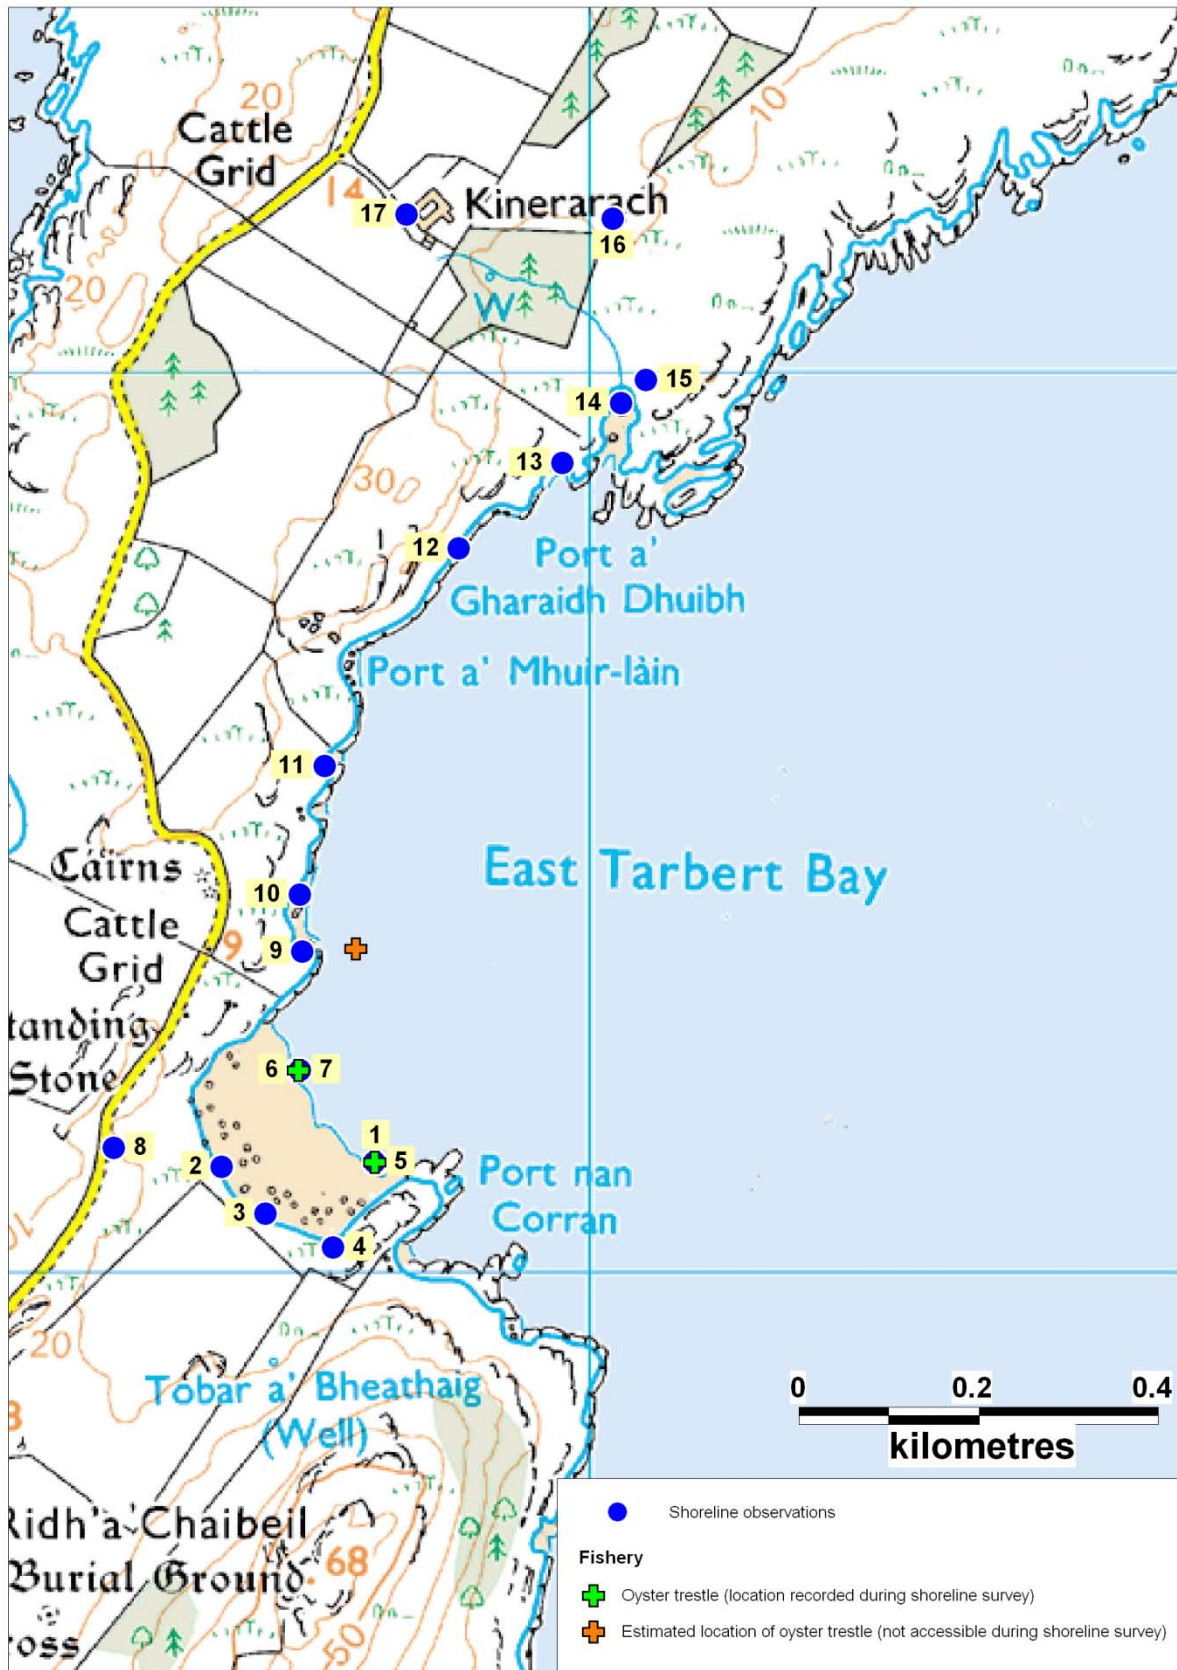 20
Cattle
Grid
10
14
17
Kinerarach
16
20
W
15
14
13
30
12
Port a'
Gharaidh Dhuibh
Port a' Mhuir-làin
11
East Tarbert Bay
Cairns
10
Cattle
Grid
9
9
tanding
Stone
6
7
1
5
8
2
Port nan
Corran
3
4
10
20
Tobar a' Bheathaig
(Well)
0 0.2 0.4
kilometres
Ridh'a'Chaibeil
Burial Ground
68
50
oss
Shoreline observations
Fishery
Oyster trestle (location recorded during shoreline survey)
Estimated location of oyster trestle (not accessible during shoreline survey)